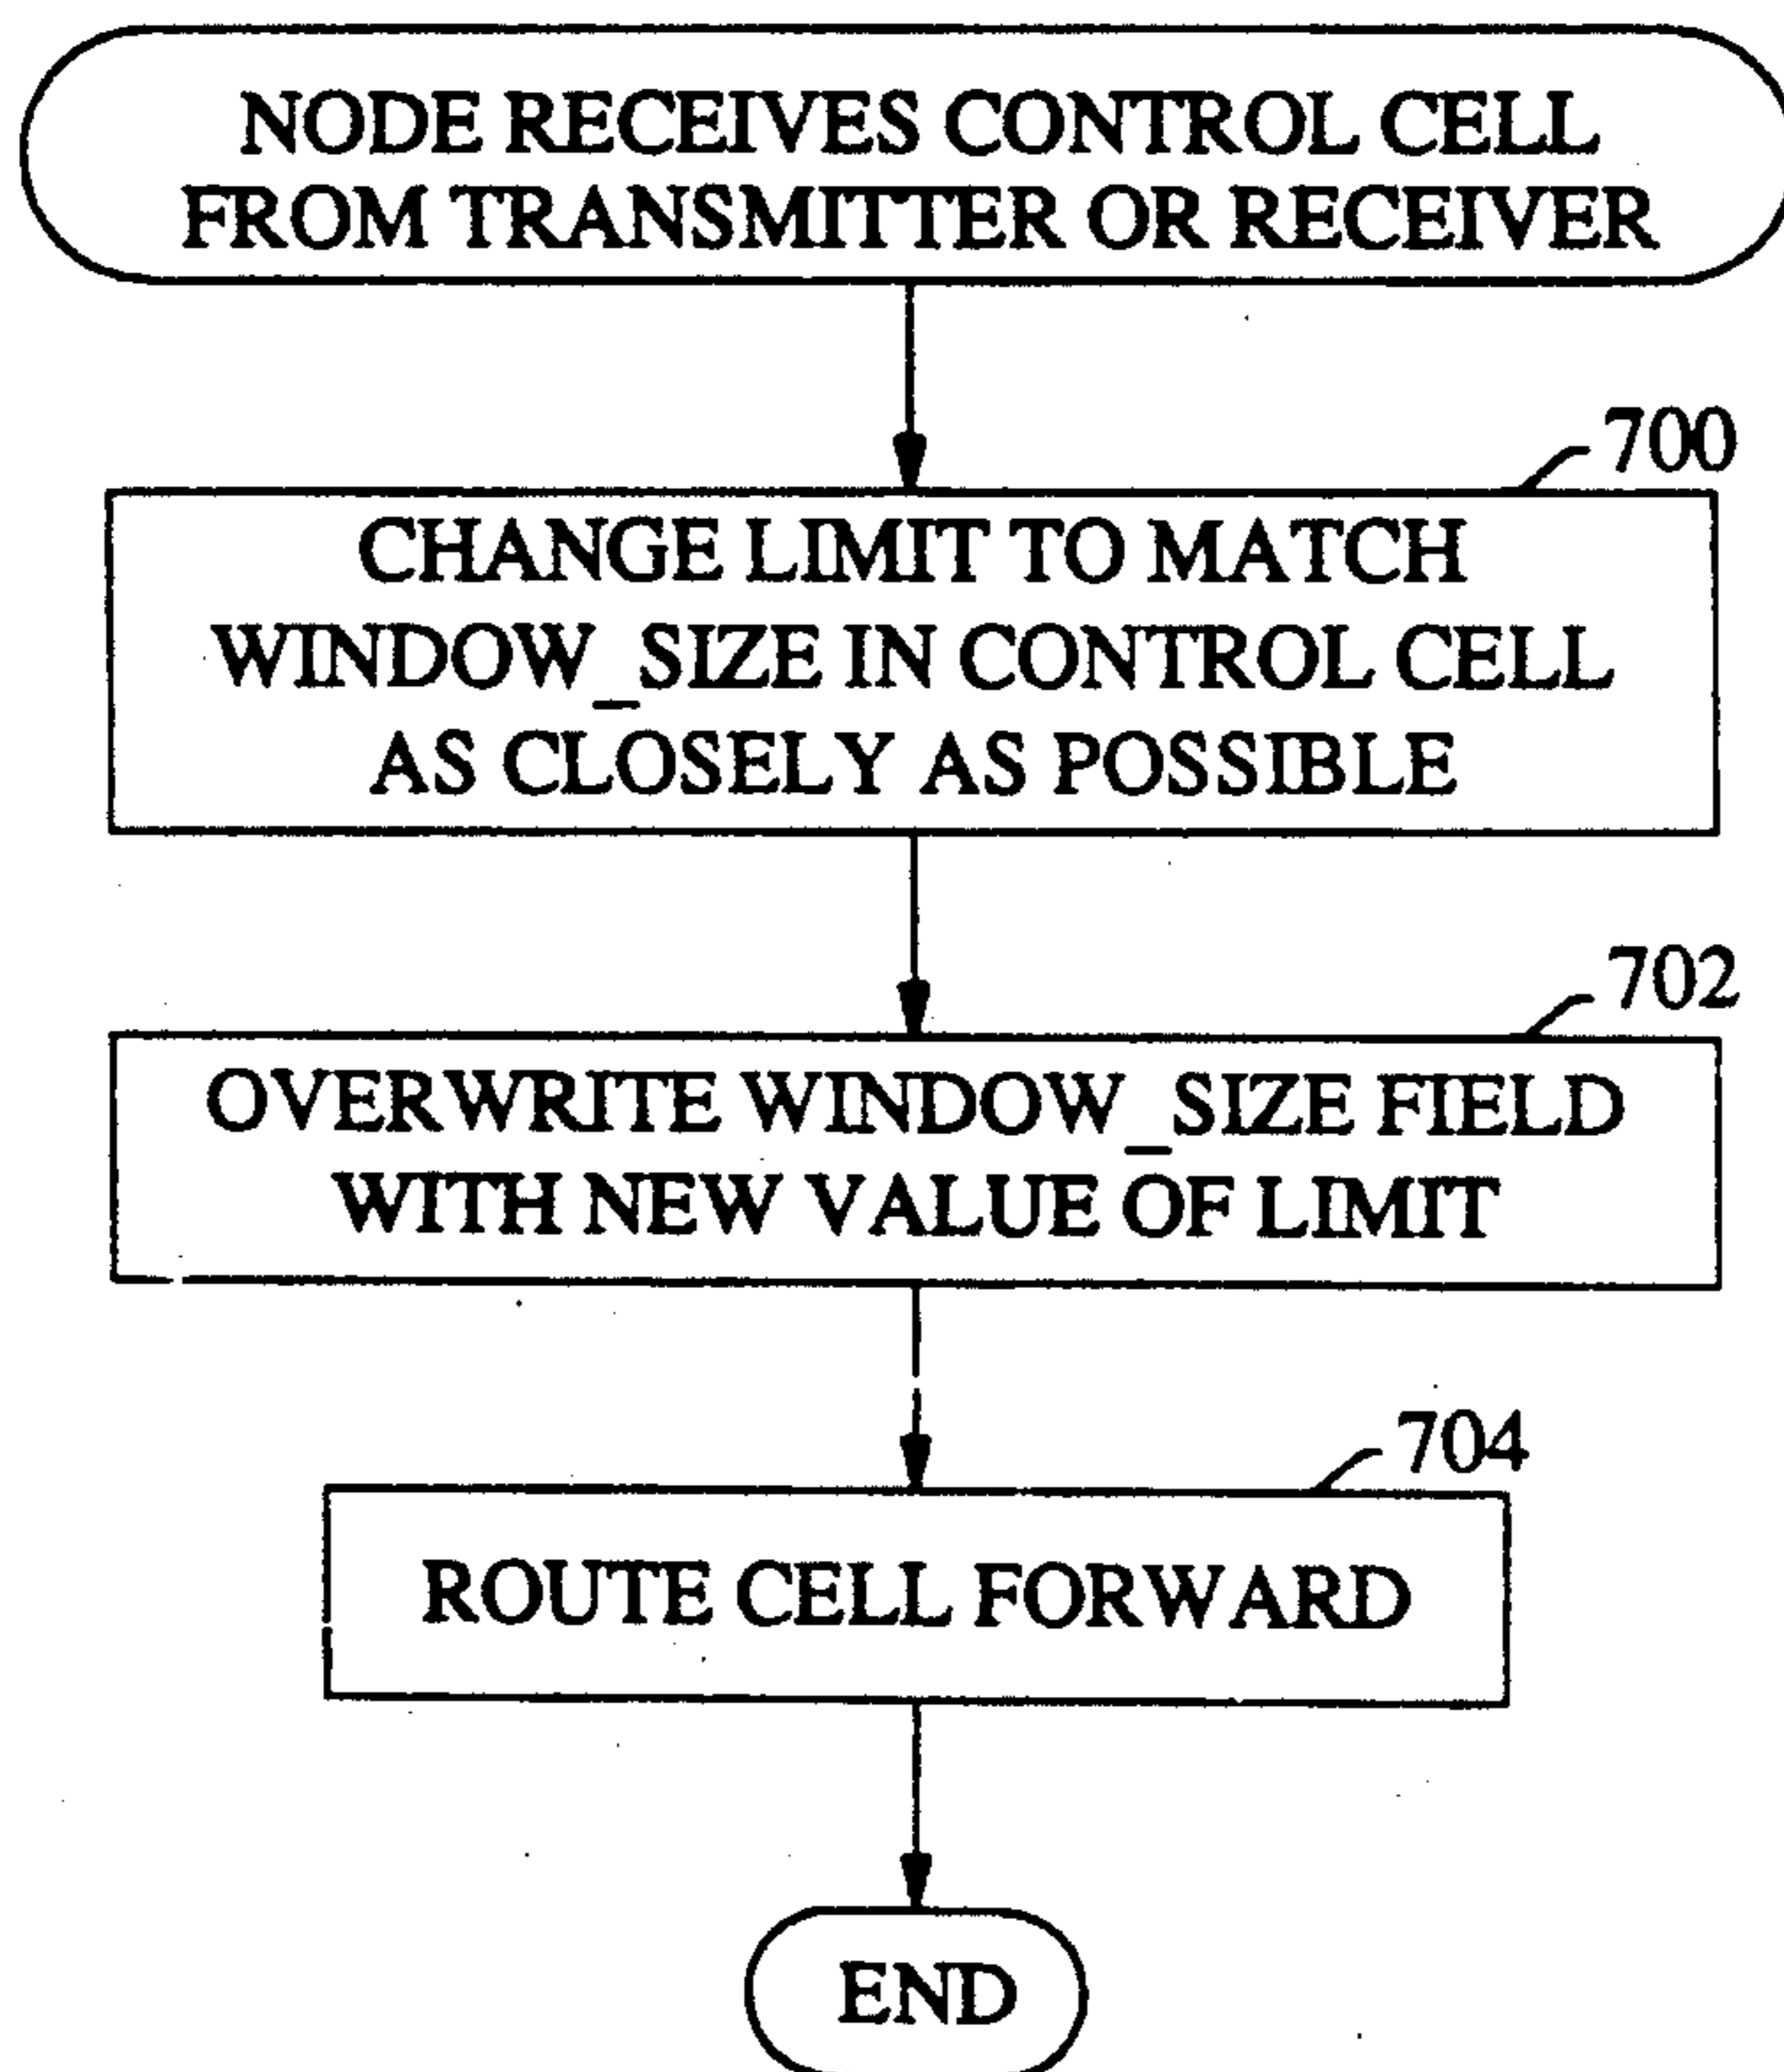 NODE RECEIVES CONTROL CELL
FROM TRANSMITTER OR RECEIVER
700
CHANGE LIMIT TO MATCH
WINDOW_SIZE IN CONTROL CELL
AS CLOSELY AS POSSIBLE
702
OVERWRITE WINDOW_SIZE FIELD
WITH NEW VALUE OF LIMIT
704
ROUTE CELL FORWARD
END